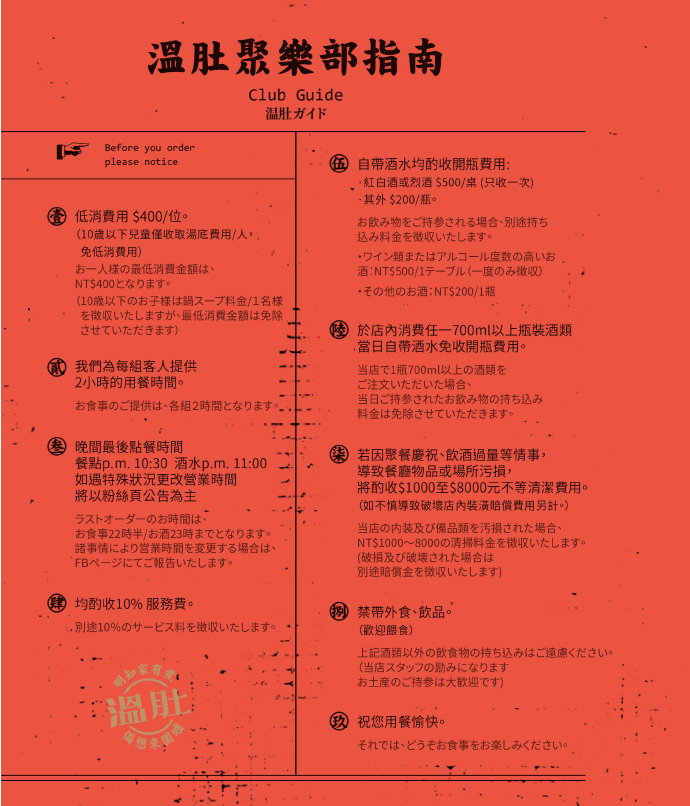 溫肚聚樂部指南
Club Guide
温肚ガイド
Before you order
please notice
壹 低消費用 $400/位。
（10歲以下兒童僅收取湯底費用/人，
免低消費用）
お一人様の最低消費金額は、
NT$400となります。
（10歳以下のお子様は鍋スープ料金/１名様
を徴収いたしますが、最低消費金額は免除
させていただきます）
貳 我們為每組客人提供
2小時的用餐時間。
お食事のご提供は、各組２時間となります。
叄 晚間最後點餐時間
餐點p.m. 10:30 酒水p.m. 11:00
如遇特殊狀況更改營業時間
將以粉絲頁公告為主
ラストオーダーのお時間は、
お食事22時半/お酒23時までとなります。
諸事情により営業時間を変更する場合は、
FBページにてご報告いたします。
肆 均酌收10% 服務費。
別途10%のサービス料を徴収いたします。
明知家有煮
溫肚
偏想來圍爐
伍 自帶酒水均酌收開瓶費用:
·紅白酒或烈酒 $500/桌 (只收一次)
·其外 $200/瓶。
お飲み物をご持参される場合、別途持ち
込み料金を徴収いたします。
・ワイン類またはアルコール度数の高いお
酒：NT$500/1テーブル（一度のみ徴収）
・その他のお酒：NT$200/1瓶
陸 於店內消費任一700ml以上瓶裝酒類
當日自帶酒水免收開瓶費用。
当店で1瓶700ml以上の酒類を
ご注文いただいた場合、
当日ご持参されたお飲み物の持ち込み
料金は免除させていただきます。
柒 若因聚餐慶祝、飲酒過量等情事，
導致餐廳物品或場所污損，
將酌收$1000至$8000元不等清潔費用。
（如不慎導致破壞店內裝潢賠償費用另計。）
当店の内装及び備品類を汚損された場合、
NT$1000〜8000の清掃料金を徴収いたします。
(破損及び破壊された場合は
別途賠償金を徴収いたします)
捌 禁帶外食、飲品。
（歡迎餵食）
上記酒類以外の飲食物の持ち込みはご遠慮ください。
（当店スタッフの励みになります
お土産のご持参は大歓迎です)
玖 祝您用餐愉快。
それでは、どうぞお食事をお楽しみください。